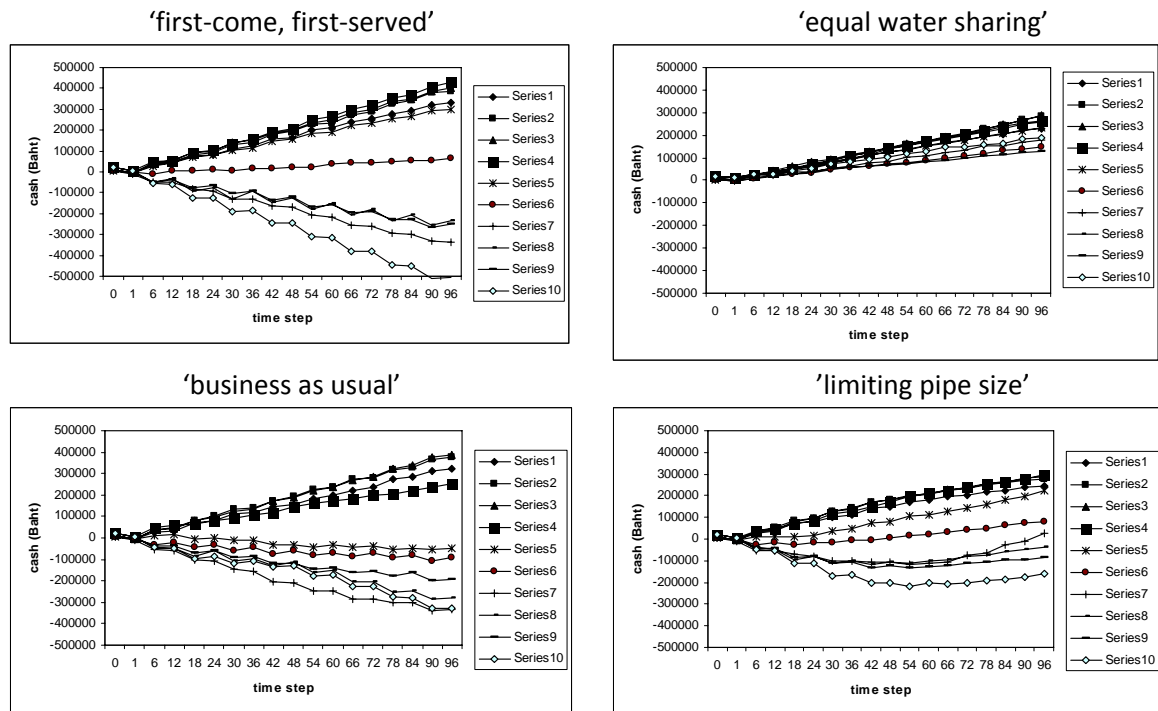 ‘first-come, first-served’
cash (Baht)
500000
400000
300000
200000
100000
0
-100000
-200000
-300000
-400000
-500000
0 1 6 12 18 24 30 36 42 48 54 60 66 72 78 84 90 96
time step
Series1
Series2
Series3
Series4
Series5
Series6
Series7
Series8
Series9
Series10
‘equal water sharing’
cash (Baht)
500000
400000
300000
200000
100000
0
-100000
-200000
-300000
-400000
-500000
0 1 6 12 18 24 30 36 42 48 54 60 66 72 78 84 90 96
time step
Series1
Series2
Series3
Series4
Series5
Series6
Series7
Series8
Series9
Series10
‘business as usual’
cash (Baht)
500000
400000
300000
200000
100000
0
-100000
-200000
-300000
-400000
-500000
0 1 6 12 18 24 30 36 42 48 54 60 66 72 78 84 90 96
time step
Series1
Series2
Series3
Series4
Series5
Series6
Series7
Series8
Series9
Series10
’limiting pipe size’
cash (Baht)
500000
400000
300000
200000
100000
0
-100000
-200000
-300000
-400000
-500000
0 1 6 12 18 24 30 36 42 48 54 60 66 72 78 84 90 96
time step
Series1
Series2
Series3
Series4
Series5
Series6
Series7
Series8
Series9
Series10